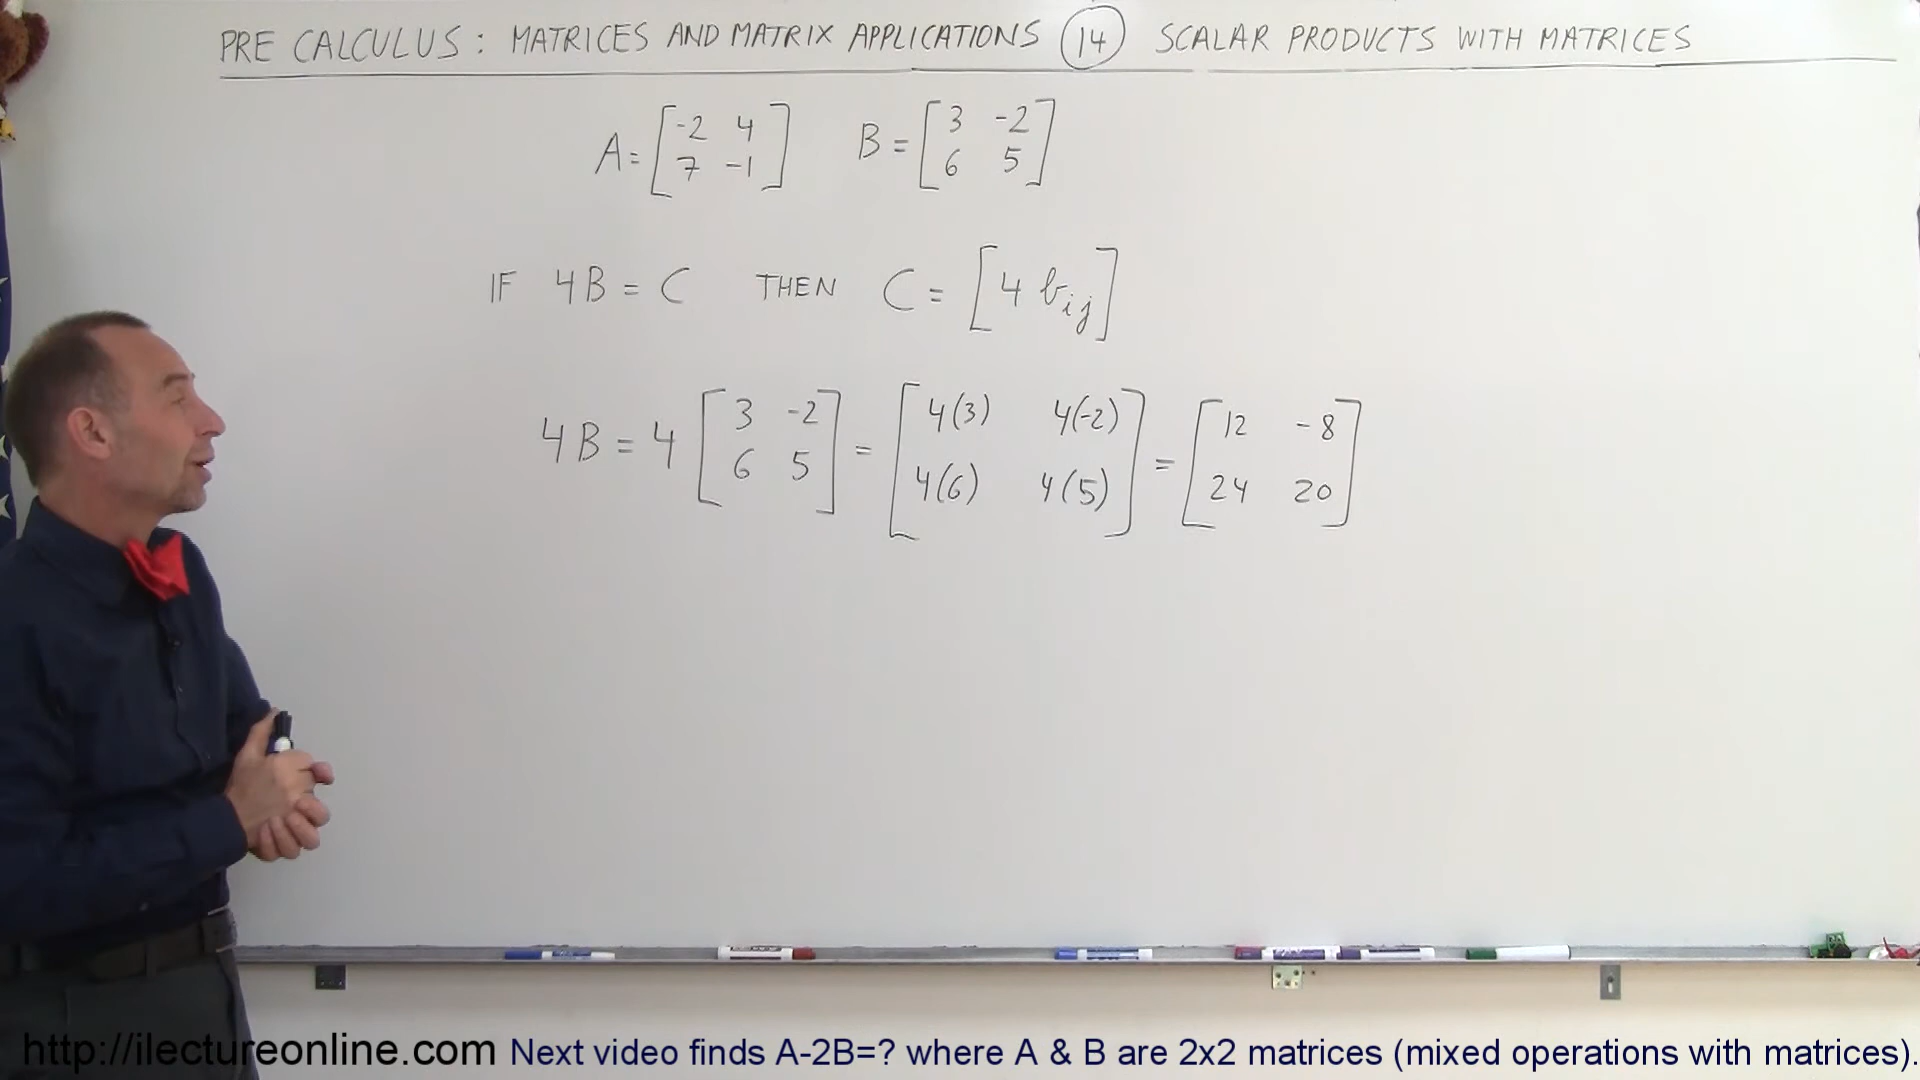 PRE CALCULUS: MATRICES AND MATRIX APPLICATIONS 14 SCALAR PRODUCTS WITH MATRICES
A = [-2 4; 7 -1] B = [3 -2; 6 5]
IF 4B = C THEN C = [4 b_ij]
4B = 4 [3 -2; 6 5] = [4(3) 4(-2); 4(6) 4(5)] = [12 -8; 24 20]
http://ilectureonline.com Next video finds A-2B=? where A & B are 2x2 matrices (mixed operations with matrices).